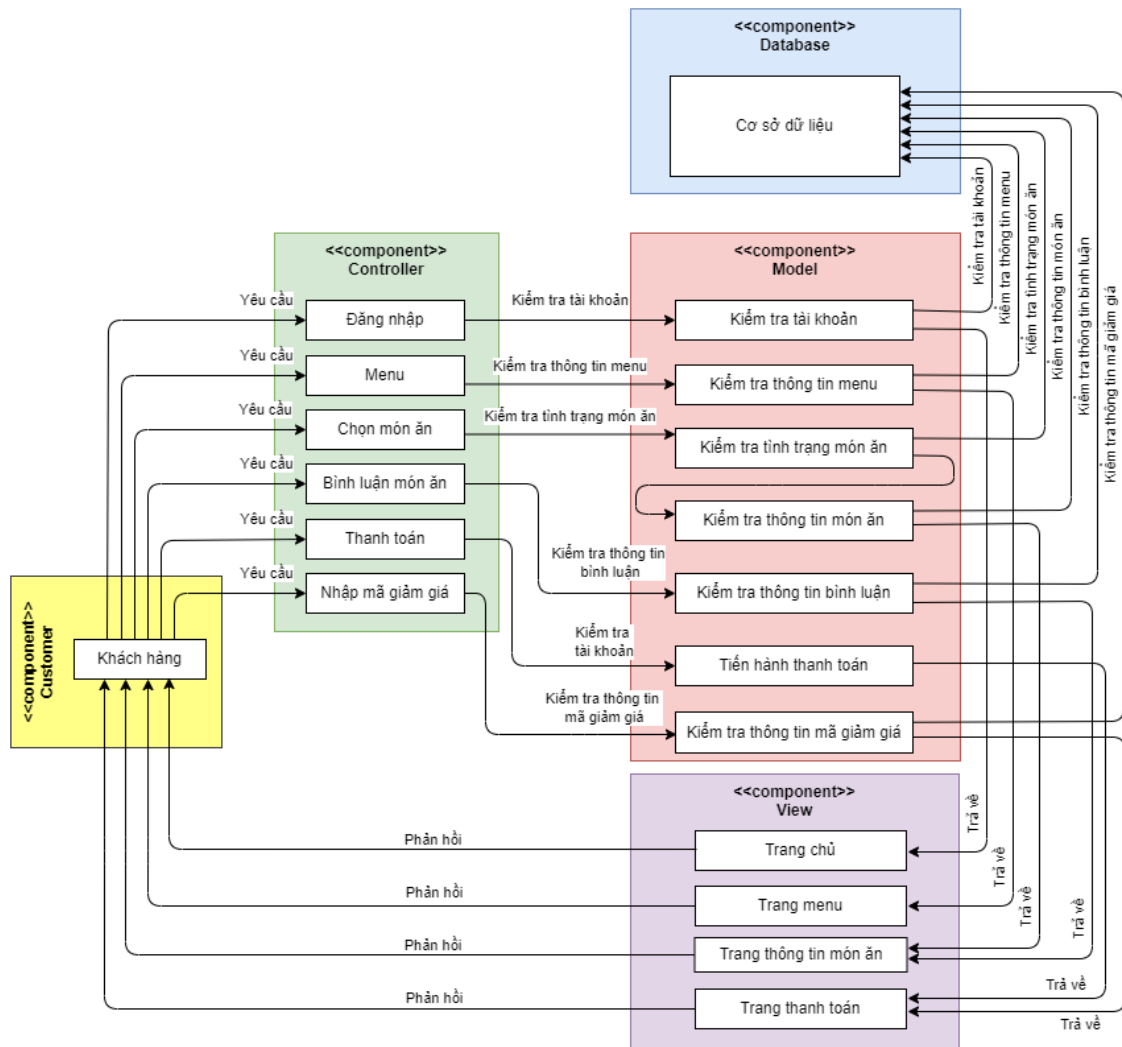 <<component>>
Database
Cơ sở dữ liệu
Kiểm tra tài khoản
Kiểm tra thông tin menu
Kiểm tra tình trạng món ăn
Kiểm tra thông tin món ăn
Kiểm tra thông tin bình luận
Kiểm tra thông tin mã giảm giá
<<component>>
Controller
Yêu cầu
Đăng nhập
Yêu cầu
Menu
Yêu cầu
Chọn món ăn
Yêu cầu
Bình luận món ăn
Yêu cầu
Thanh toán
Yêu cầu
Nhập mã giảm giá
Kiểm tra tài khoản
Kiểm tra thông tin menu
Kiểm tra tình trạng món ăn
Kiểm tra thông tin
bình luận
Kiểm tra
tài khoản
Kiểm tra thông tin
mã giảm giá
<<component>>
Model
Kiểm tra tài khoản
Kiểm tra thông tin menu
Kiểm tra tình trạng món ăn
Kiểm tra thông tin món ăn
Kiểm tra thông tin bình luận
Tiến hành thanh toán
Kiểm tra thông tin mã giảm giá
<<component>>
Customer
Khách hàng
<<component>>
View
Phản hồi
Trang chủ
Trả về
Phản hồi
Trang menu
Trả về
Phản hồi
Trang thông tin món ăn
Trả về
Trả về
Phản hồi
Trang thanh toán
Trả về
Trả về